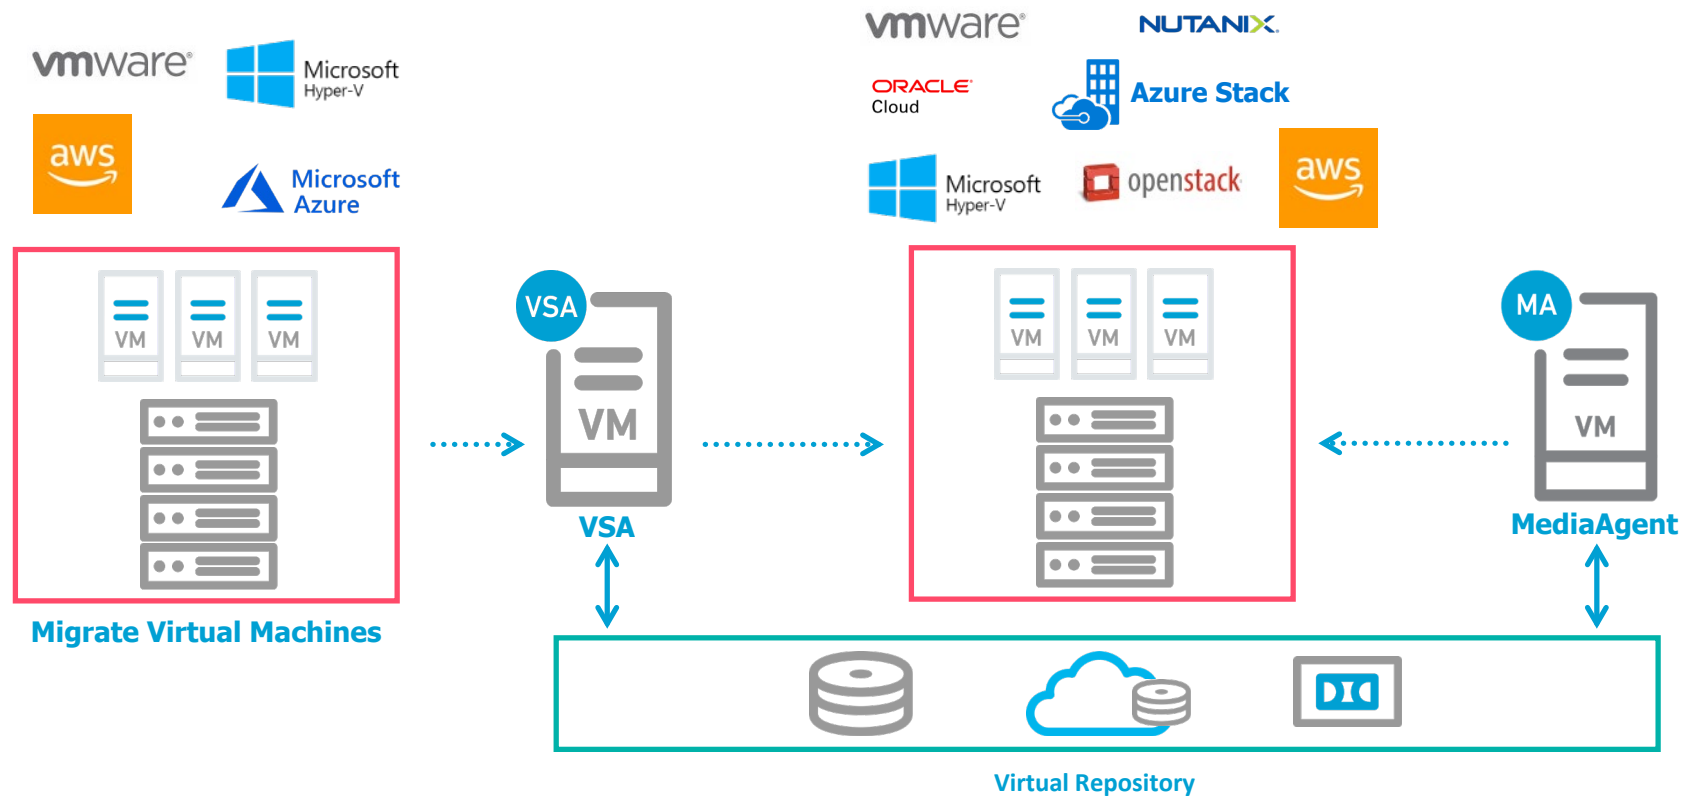 vmware®
Microsoft
Hyper-V
aws
Microsoft
Azure
vmware®
NUTANIX.
ORACLE®
Cloud
Azure Stack
Microsoft
Hyper-V
openstack
aws
VM
VM
VM
VSA
VM
VSA
VM
VM
VM
MA
VM
MediaAgent
Migrate Virtual Machines
Virtual Repository